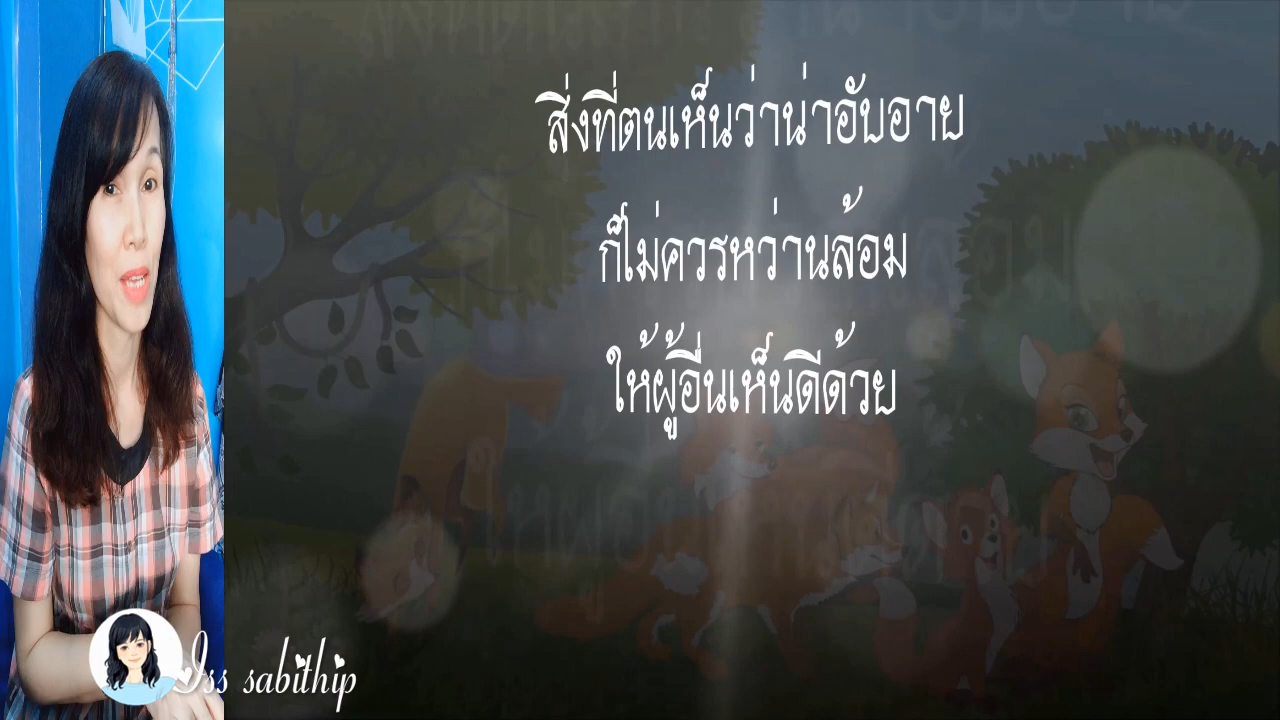 สิ่งที่ตนเห็นว่าน่าอับอาย
ก็ไม่ควรหว่านล้อม
ให้ผู้อื่นเห็นดีด้วย
Iss sabithip